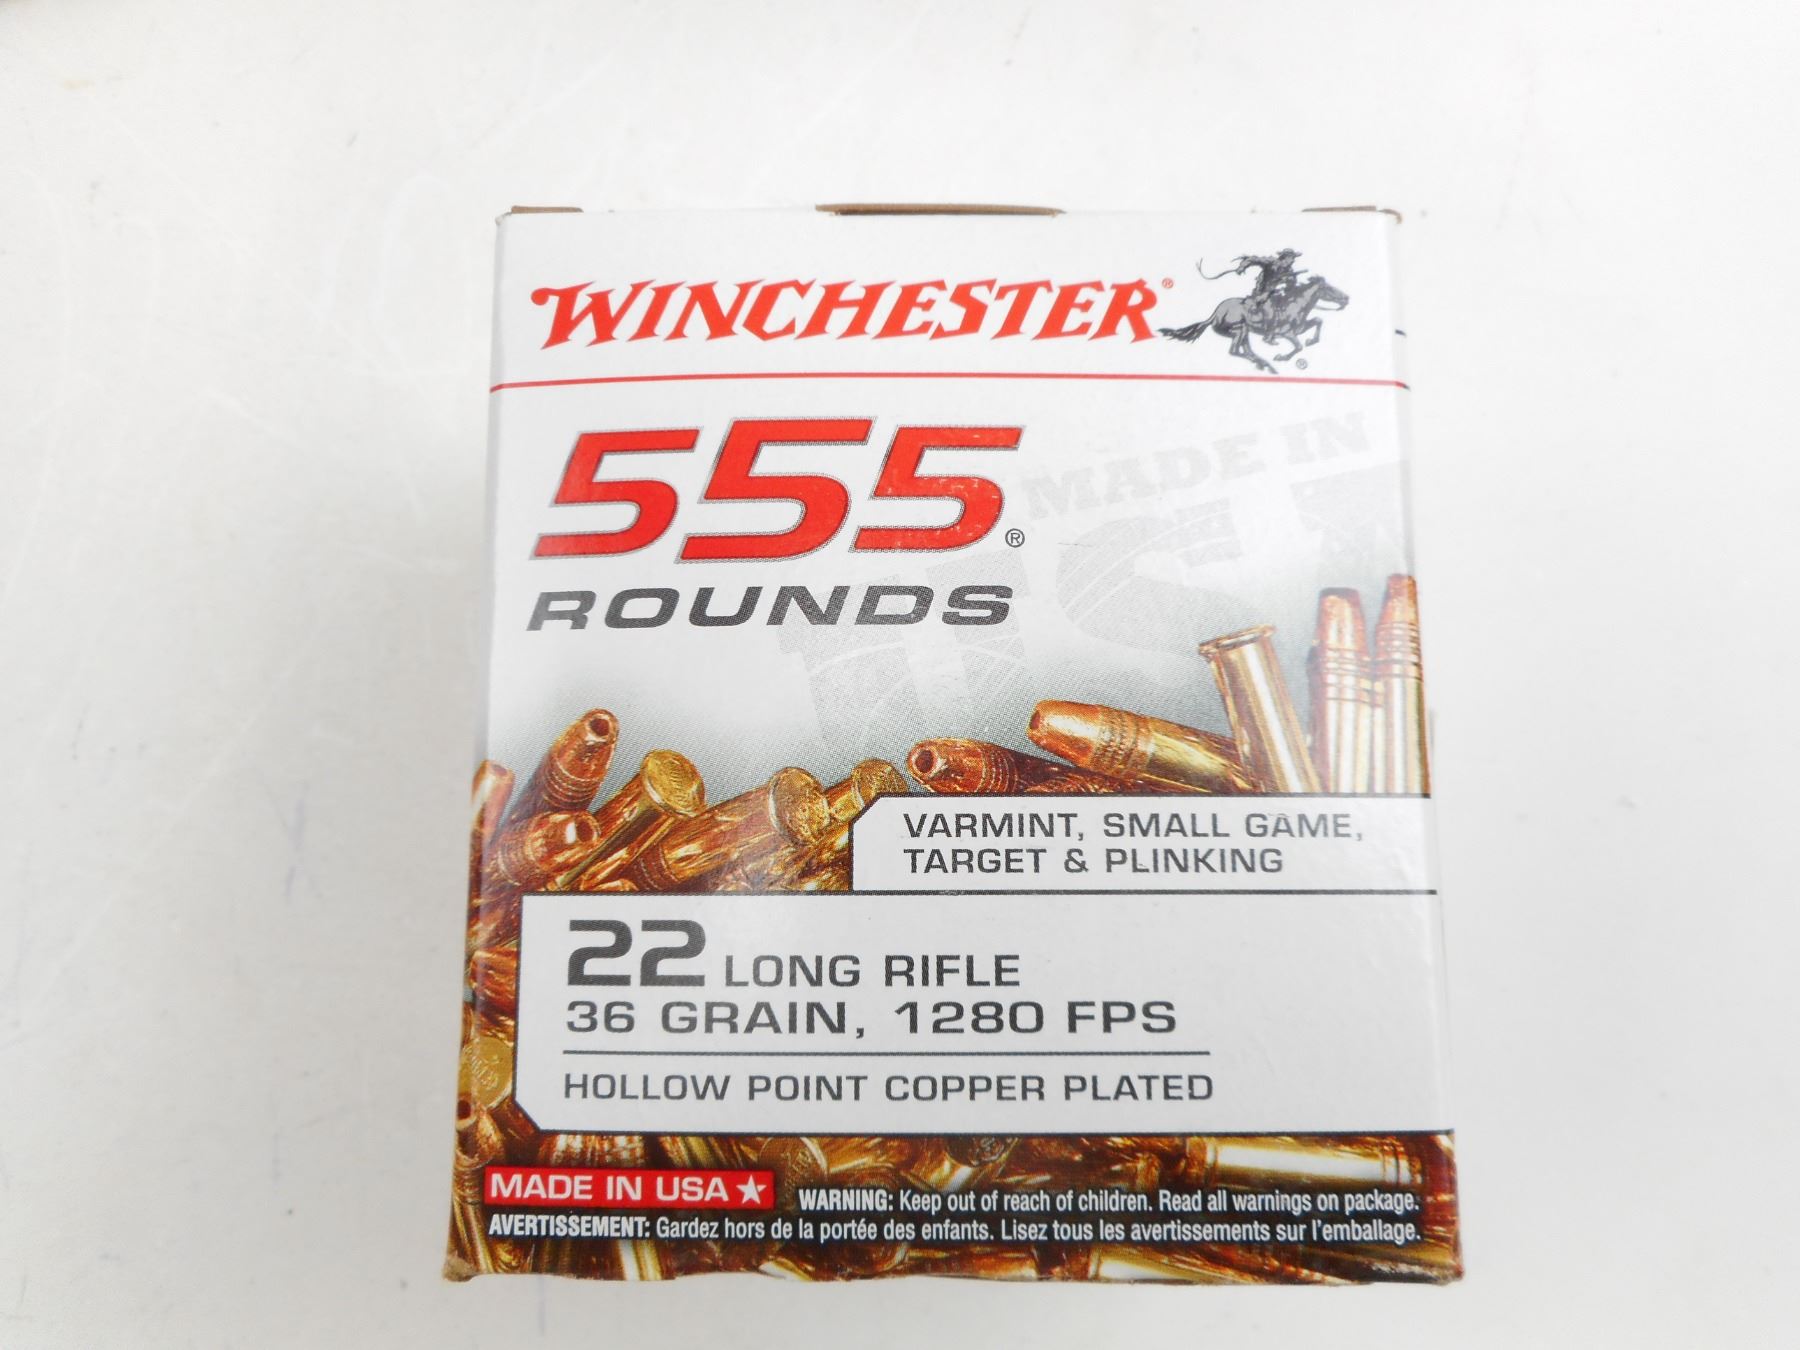 WINCHESTER®
®
555®
ROUNDS
MADE IN
USA
VARMINT, SMALL GAME,
TARGET & PLINKING
22 LONG RIFLE
36 GRAIN, 1280 FPS
HOLLOW POINT COPPER PLATED
MADE IN USA
WARNING: Keep out of reach of children. Read all warnings on package.
AVERTISSEMENT: Gardez hors de la portée des enfants. Lisez tous les avertissements sur l'emballage.